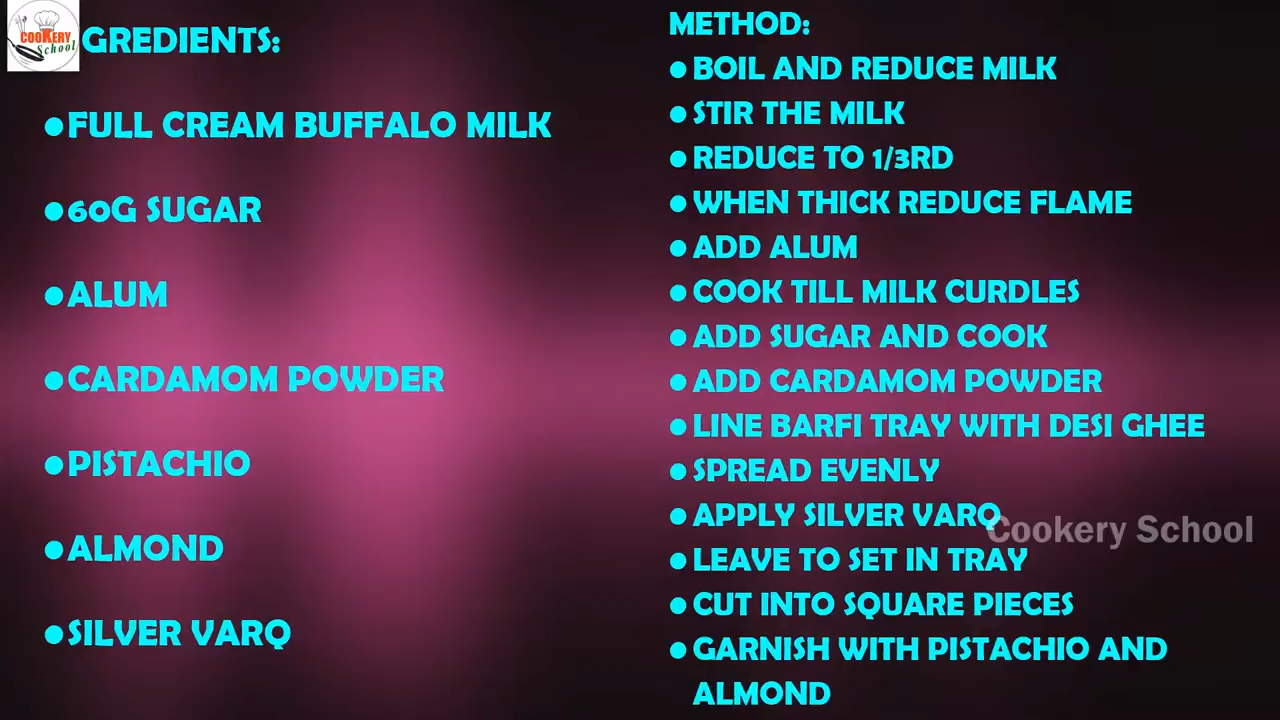 COOKERY
School
GREDIENTS:
•FULL CREAM BUFFALO MILK
•60G SUGAR
•ALUM
•CARDAMOM POWDER
•PISTACHIO
•ALMOND
•SILVER VARQ
METHOD:
•BOIL AND REDUCE MILK
•STIR THE MILK
•REDUCE TO 1/3RD
•WHEN THICK REDUCE FLAME
•ADD ALUM
•COOK TILL MILK CURDLES
•ADD SUGAR AND COOK
•ADD CARDAMOM POWDER
•LINE BARFI TRAY WITH DESI GHEE
•SPREAD EVENLY
•APPLY SILVER VARQ
•LEAVE TO SET IN TRAY
•CUT INTO SQUARE PIECES
•GARNISH WITH PISTACHIO AND
ALMOND
Cookery School